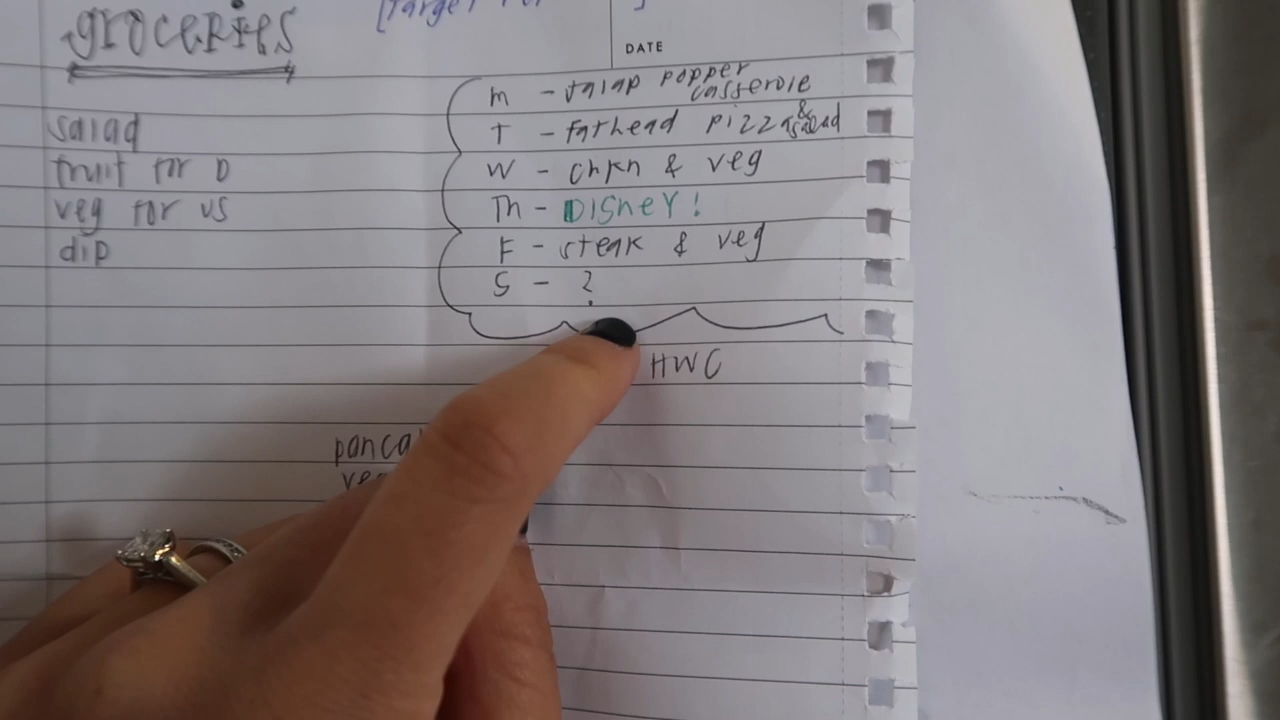 groceries
[Target for
DATE
salad
fruit for D
veg for us
dip
m - jalap popper
casserole
T - Fathead pizza & salad
W - chkn & veg
Th - DISNEY!
F - steak & veg
S - ?
HWC